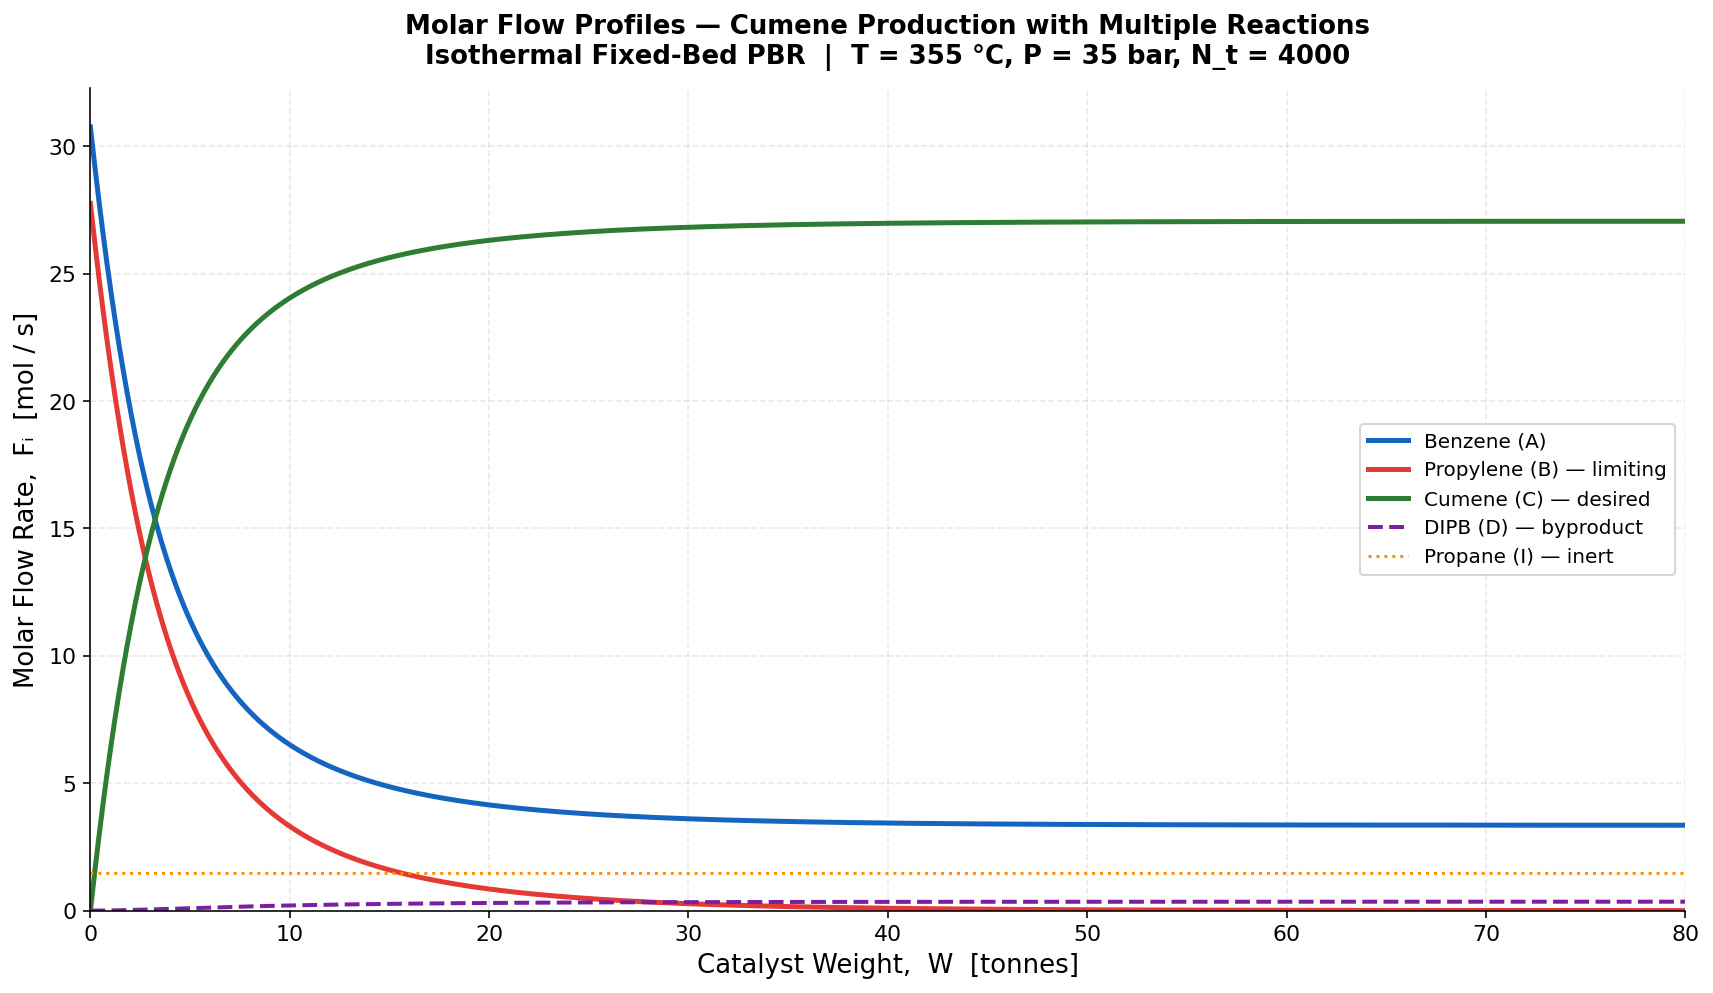 Molar Flow Profiles — Cumene Production with Multiple Reactions
Isothermal Fixed-Bed PBR | T = 355 °C, P = 35 bar, N_t = 4000
Molar Flow Rate, Fᵢ [mol / s]
30
25
20
15
10
5
0
Benzene (A)
Propylene (B) — limiting
Cumene (C) — desired
DIPB (D) — byproduct
Propane (I) — inert
0 10 20 30 40 50 60 70 80
Catalyst Weight, W [tonnes]